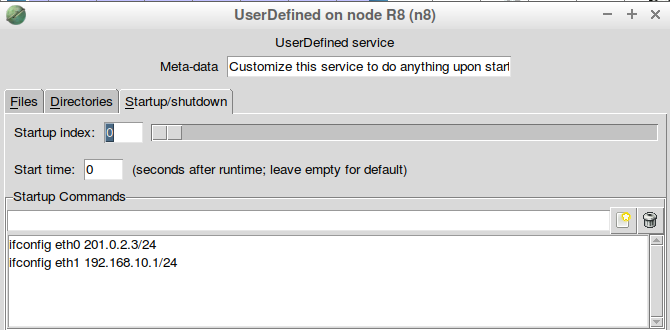 UserDefined on node R8 (n8)
UserDefined service
Meta-data Customize this service to do anything upon start
Files Directories Startup/shutdown
Startup index: 0
Start time: 0 (seconds after runtime; leave empty for default)
Startup Commands
ifconfig eth0 201.0.2.3/24
ifconfig eth1 192.168.10.1/24